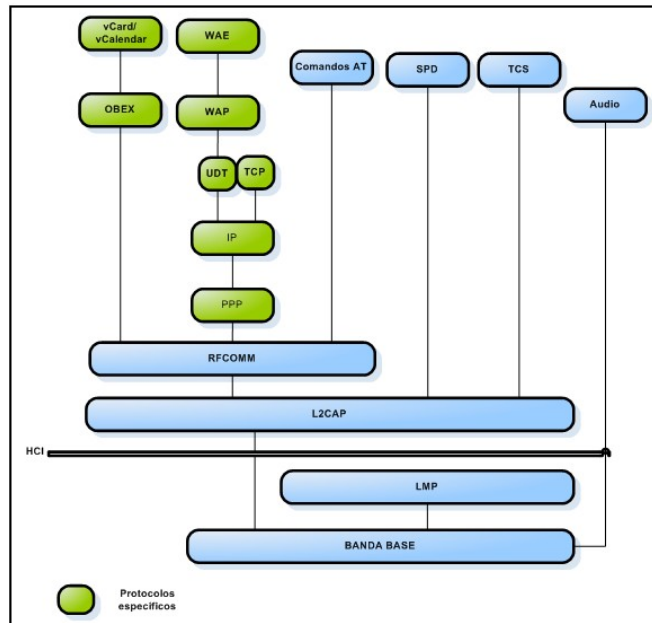 vCard/
vCalendar
WAE
Comandos AT
SPD
TCS
Audio
OBEX
WAP
UDT
TCP
IP
PPP
RFCOMM
L2CAP
HCI
LMP
BANDA BASE
Protocolos
específicos